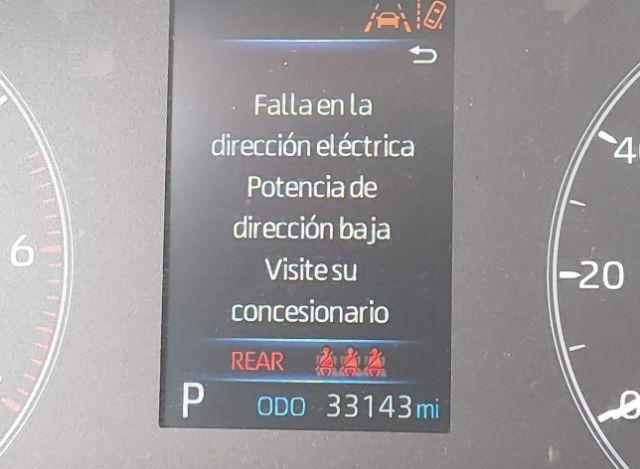 Falla en la
dirección eléctrica
Potencia de
dirección baja
Visite su
concesionario
REAR
P ODO 33143 mi
6
40
20
0